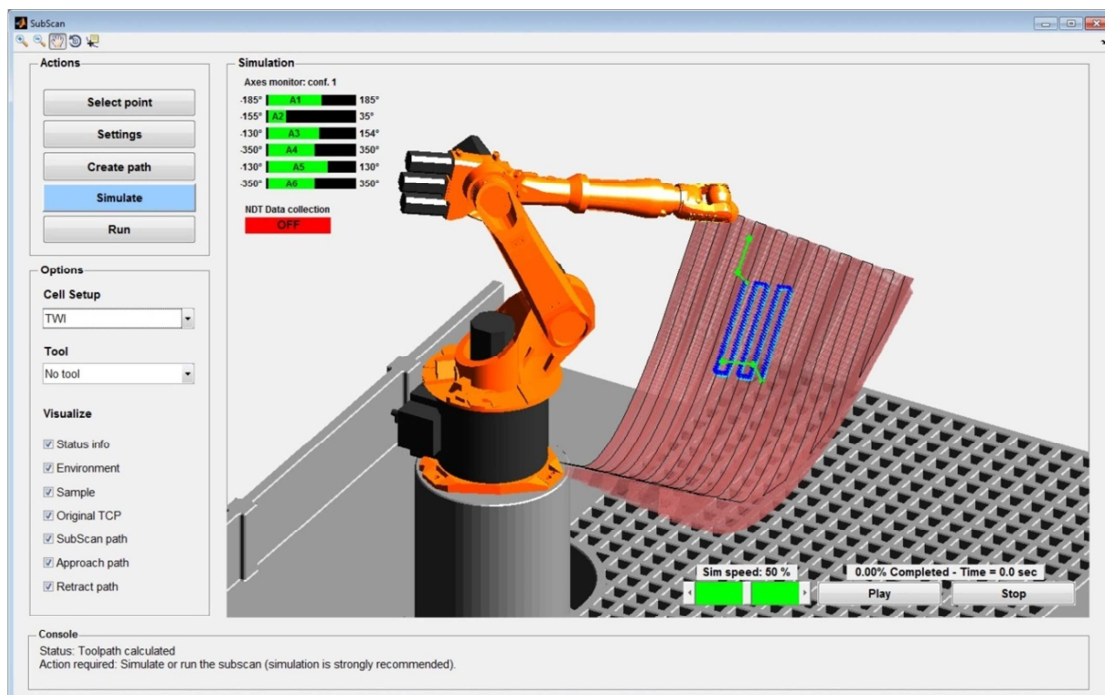 SubScan
Actions
Select point
Settings
Create path
Simulate
Run
Options
Cell Setup
TWI
Tool
No tool
Visualize
Status info
Environment
Sample
Original TCP
SubScan path
Approach path
Retract path
Simulation
Axes monitor: conf. 1
-185° A1 185°
-155° A2 35°
-130° A3 154°
-350° A4 350°
-130° A5 130°
-350° A6 350°
NDT Data collection
OFF
Sim speed: 50 %
0.00% Completed - Time = 0.0 sec
Play Stop
Console
Status: Toolpath calculated
Action required: Simulate or run the subscan (simulation is strongly recommended).